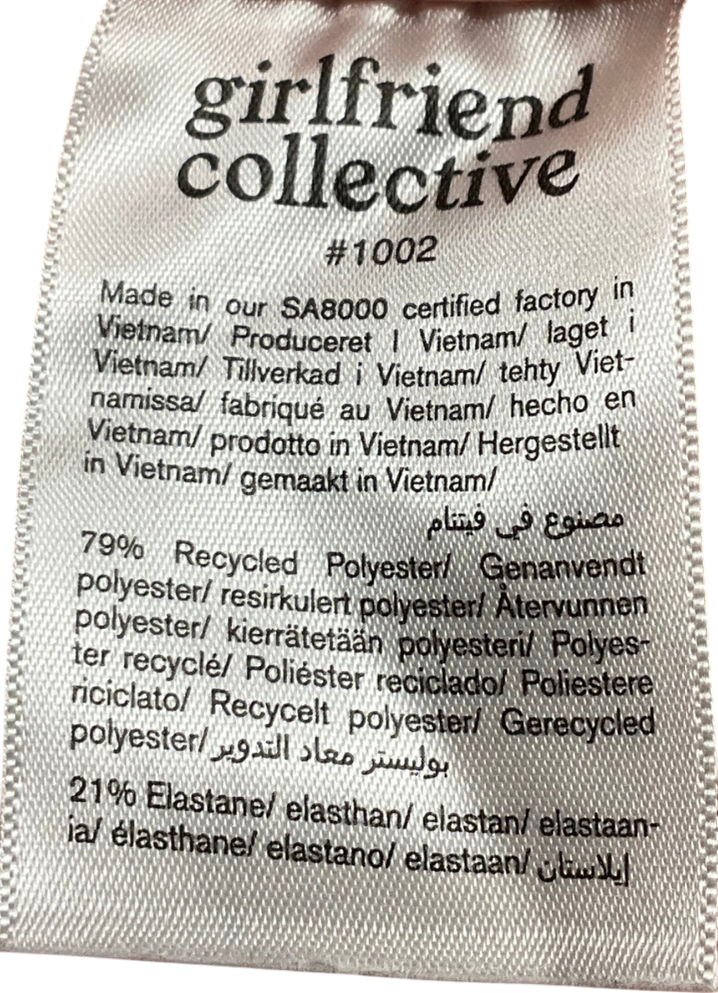 girlfriend
collective
#1002
Made in our SA8000 certified factory in
Vietnam/ Produceret I Vietnam/ laget i
Vietnam/ Tillverkad i Vietnam/ tehty Viet-
namissa/ fabriqué au Vietnam/ hecho en
Vietnam/ prodotto in Vietnam/ Hergestellt
in Vietnam/ gemaakt in Vietnam/
مصنوع في فيتنام
79% Recycled Polyester/ Genanvendt
polyester/ resirkulert polyester/ Återvunnen
polyester/ kierrätetään polyesteri/ Polyes-
ter recyclé/ Poliéster reciclado/ Poliestere
riciclato/ Recycelt polyester/ Gerecycled
polyester/ بوليستر معاد التدوير
21% Elastane/ elasthan/ elastan/ elastaan-
ia/ élasthane/ elastano/ elastaan/ إيلاستان